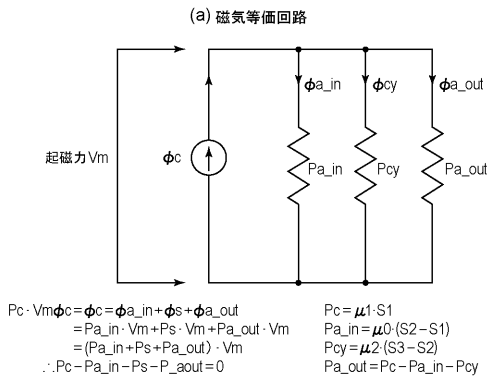 (a) 磁気等価回路
ϕa_in ϕcy ϕa_out
起磁力Vm ϕc Pa_in Pcy Pa_out
Pc・Vmϕc=ϕc=ϕa_in+ϕs+ϕa_out
=Pa_in・Vm+Ps・Vm+Pa_out・Vm
=(Pa_in+Ps+Pa_out)・Vm
∴Pc-Pa_in-Ps-P_aout=0
Pc=μ1・S1
Pa_in=μ0・(S2-S1)
Pcy=μ2・(S3-S2)
Pa_out=Pc-Pa_in-Pcy